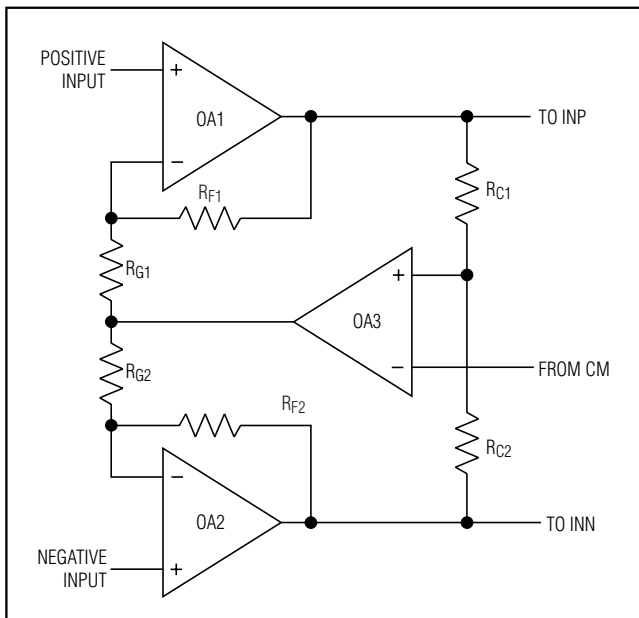 POSITIVE
INPUT
+
OA1
−
TO INP
RF1
RC1
RG1
+
OA3
−
FROM CM
RG2
RF2
RC2
−
OA2
+
TO INN
NEGATIVE
INPUT